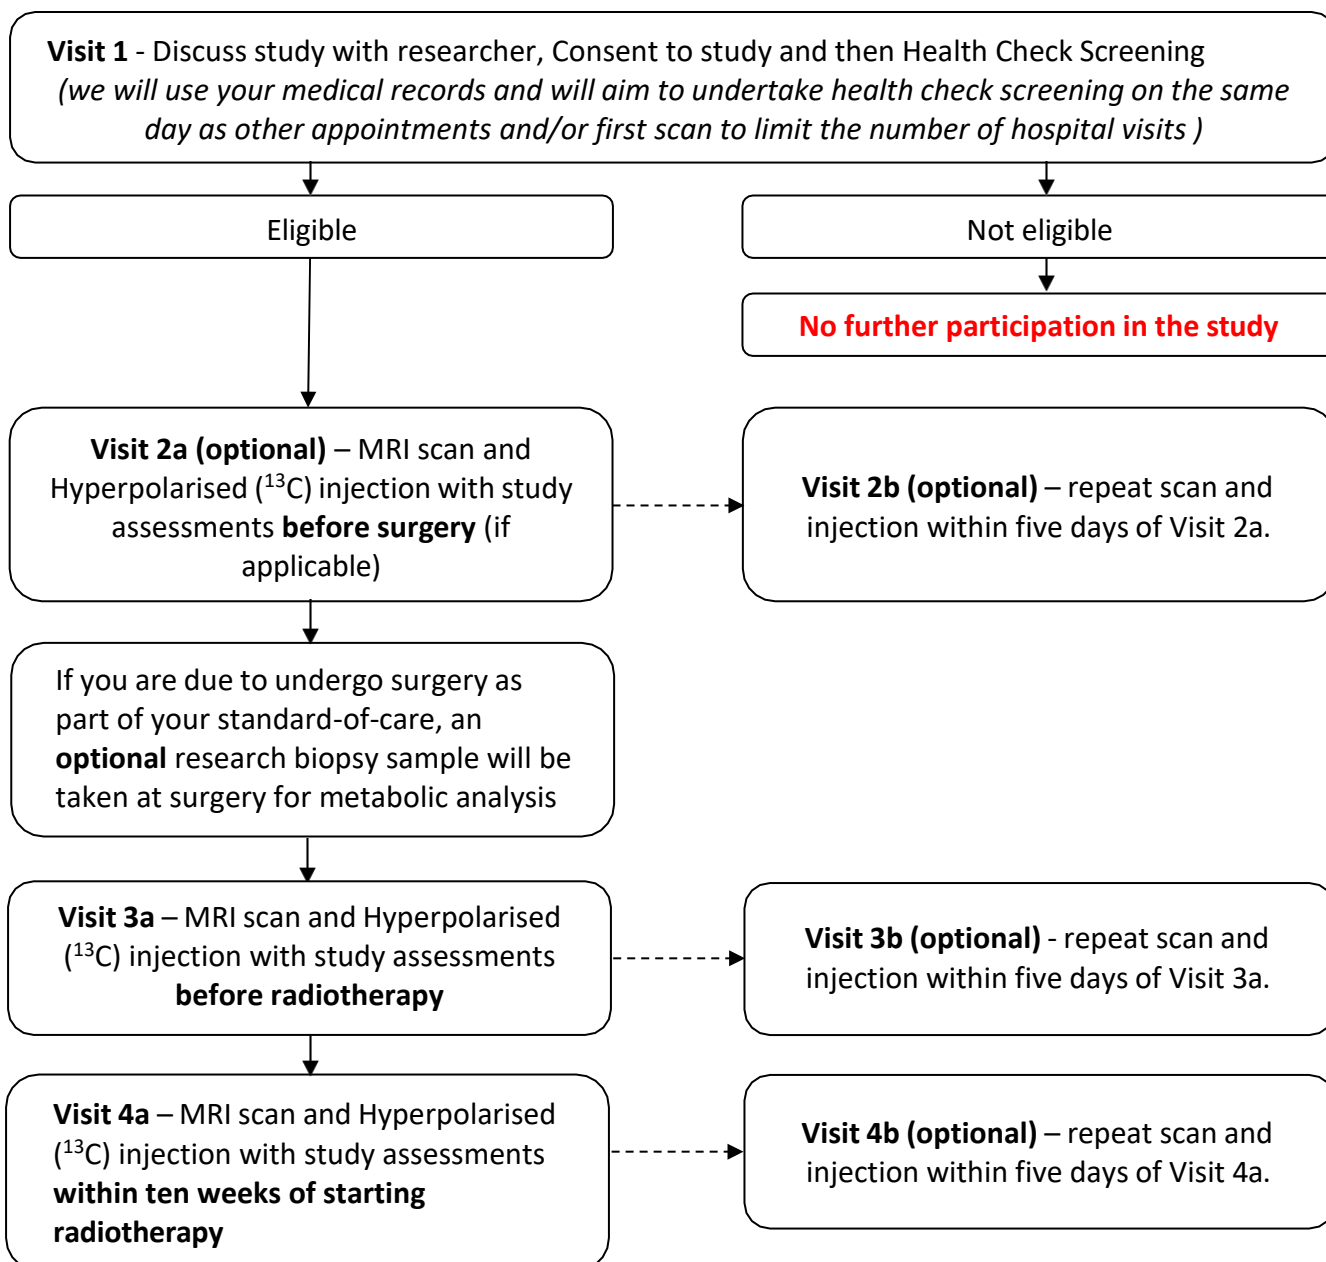 Visit 1 - Discuss study with researcher, Consent to study and then Health Check Screening
(we will use your medical records and will aim to undertake health check screening on the same
day as other appointments and/or first scan to limit the number of hospital visits )
Eligible
Not eligible
No further participation in the study
Visit 2a (optional) – MRI scan and
Hyperpolarised (¹³C) injection with study
assessments before surgery (if
applicable)
Visit 2b (optional) – repeat scan and
injection within five days of Visit 2a.
If you are due to undergo surgery as
part of your standard-of-care, an
optional research biopsy sample will be
taken at surgery for metabolic analysis
Visit 3a – MRI scan and Hyperpolarised
(¹³C) injection with study assessments
before radiotherapy
Visit 3b (optional) - repeat scan and
injection within five days of Visit 3a.
Visit 4a – MRI scan and Hyperpolarised
(¹³C) injection with study assessments
within ten weeks of starting
radiotherapy
Visit 4b (optional) – repeat scan and
injection within five days of Visit 4a.